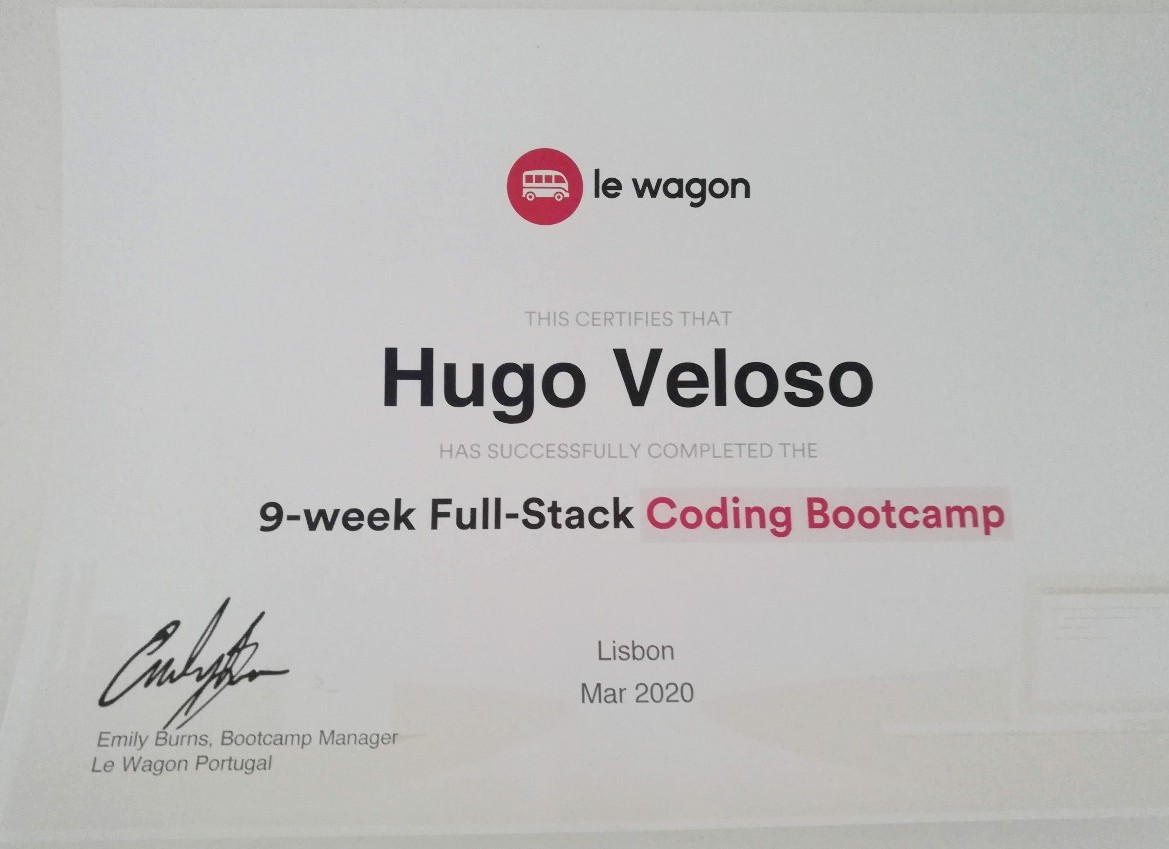 le wagon
THIS CERTIFIES THAT
Hugo Veloso
HAS SUCCESSFULLY COMPLETED THE
9-week Full-Stack Coding Bootcamp
Lisbon
Mar 2020
Emily Burns, Bootcamp Manager
Le Wagon Portugal